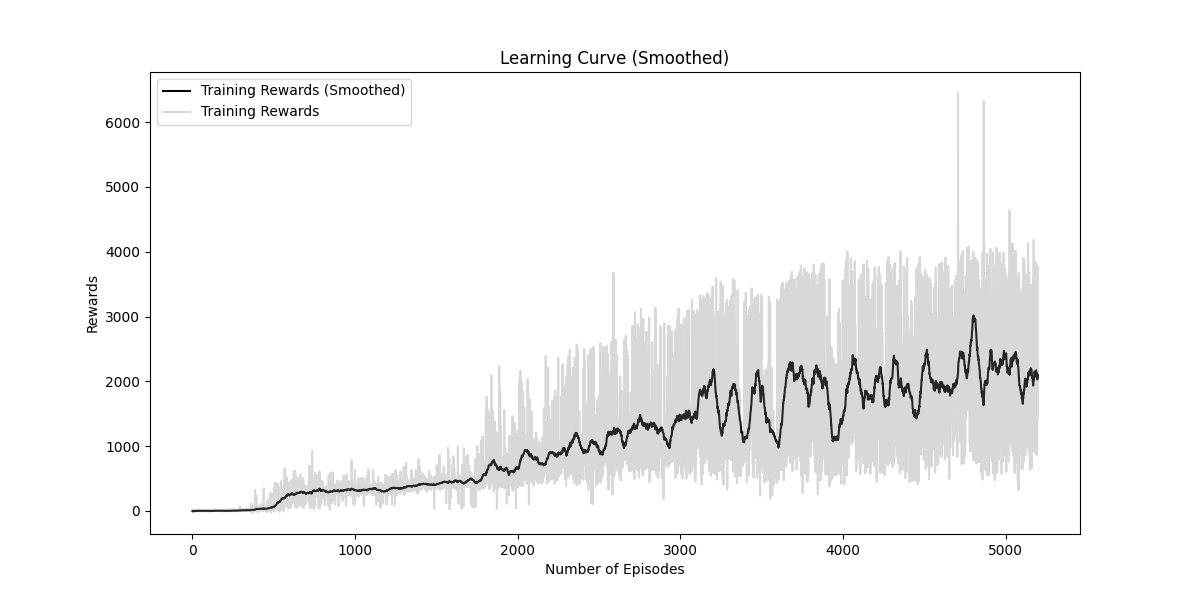 Learning Curve (Smoothed)
Training Rewards (Smoothed)
Training Rewards
Rewards
6000
5000
4000
3000
2000
1000
0
0 1000 2000 3000 4000 5000
Number of Episodes